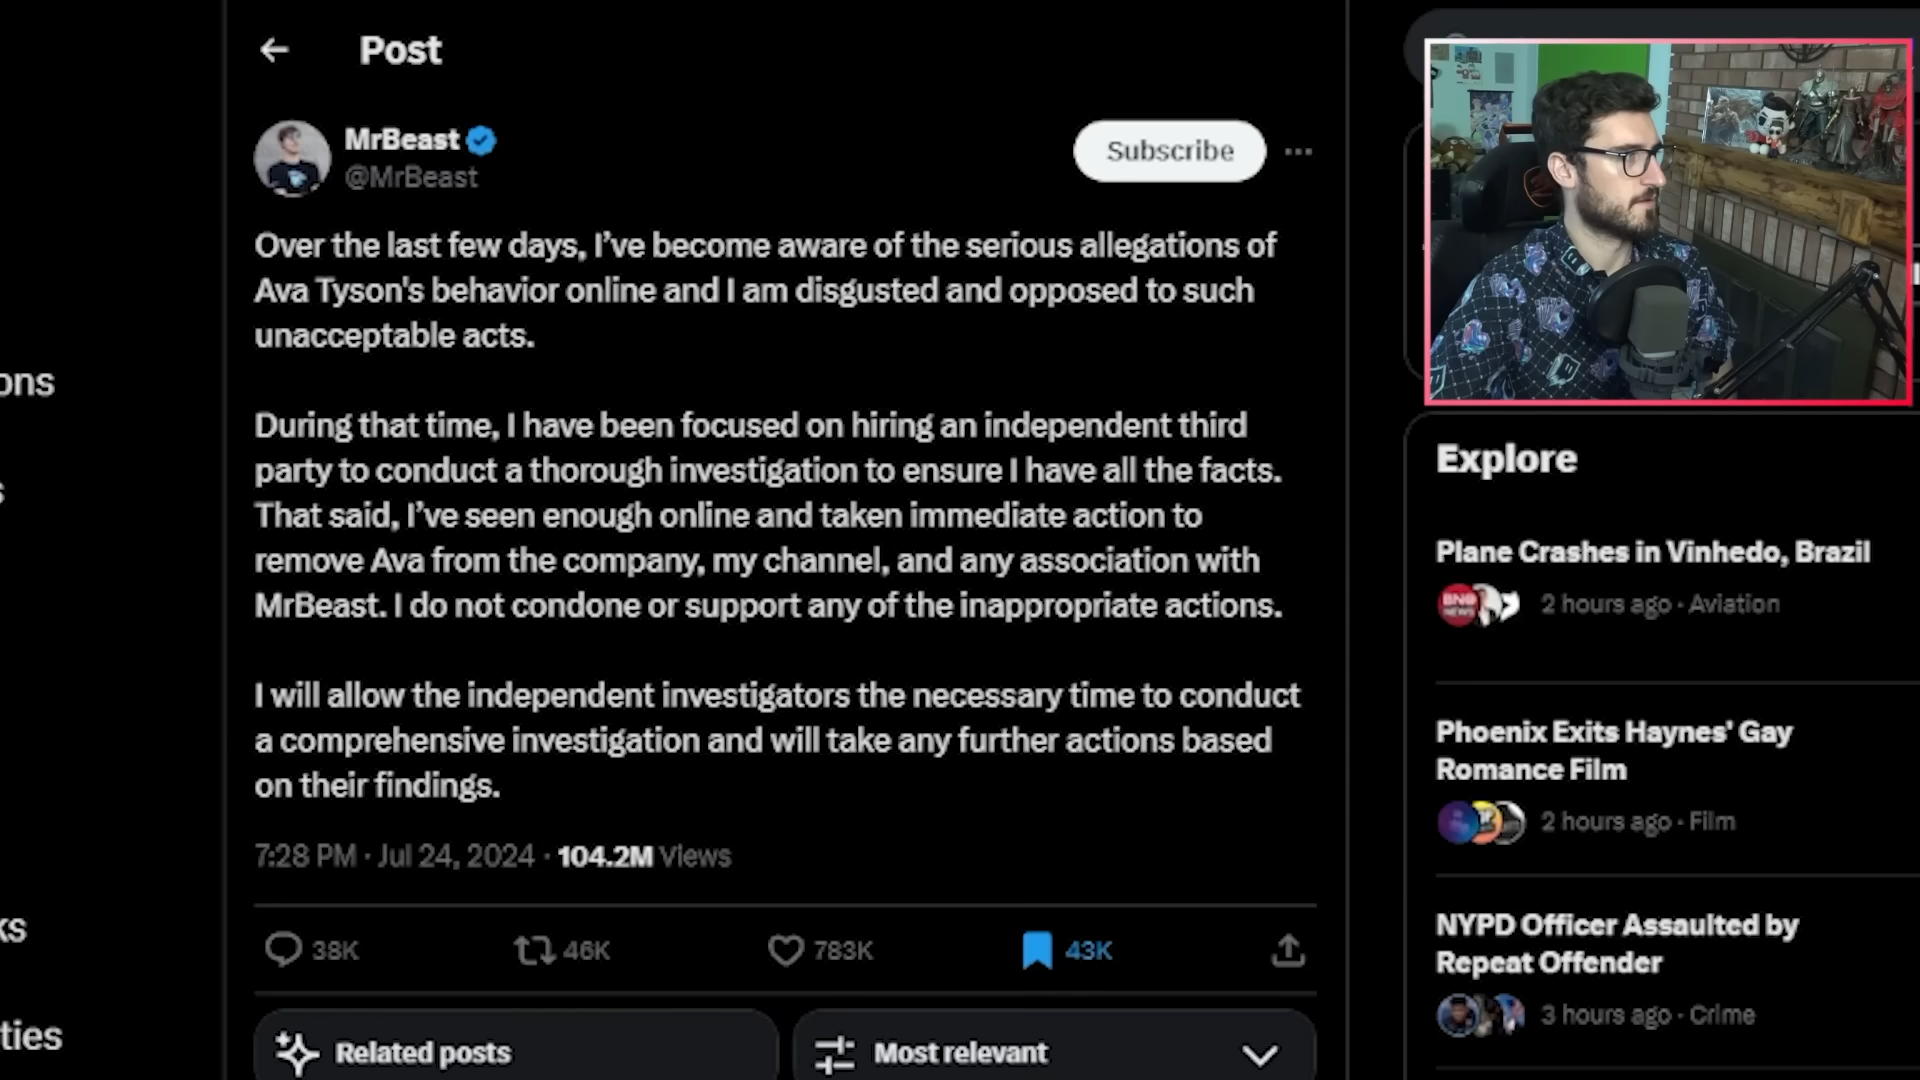 Post
MrBeast
@MrBeast
Subscribe
Over the last few days, I’ve become aware of the serious allegations of
Ava Tyson's behavior online and I am disgusted and opposed to such
unacceptable acts.
During that time, I have been focused on hiring an independent third
party to conduct a thorough investigation to ensure I have all the facts.
That said, I’ve seen enough online and taken immediate action to
remove Ava from the company, my channel, and any association with
MrBeast. I do not condone or support any of the inappropriate actions.
I will allow the independent investigators the necessary time to conduct
a comprehensive investigation and will take any further actions based
on their findings.
7:28 PM · Jul 24, 2024 · 104.2M Views
38K 46K 783K 43K
Related posts
Most relevant
ons
s
ks
ties
Explore
Plane Crashes in Vinhedo, Brazil
BNO
NEWS
2 hours ago · Aviation
Phoenix Exits Haynes' Gay
Romance Film
2 hours ago · Film
NYPD Officer Assaulted by
Repeat Offender
3 hours ago · Crime